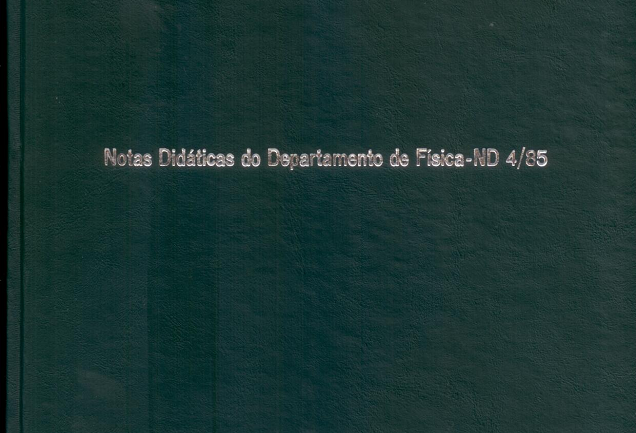 Notas Didáticas do Departamento de Física-ND 4/85